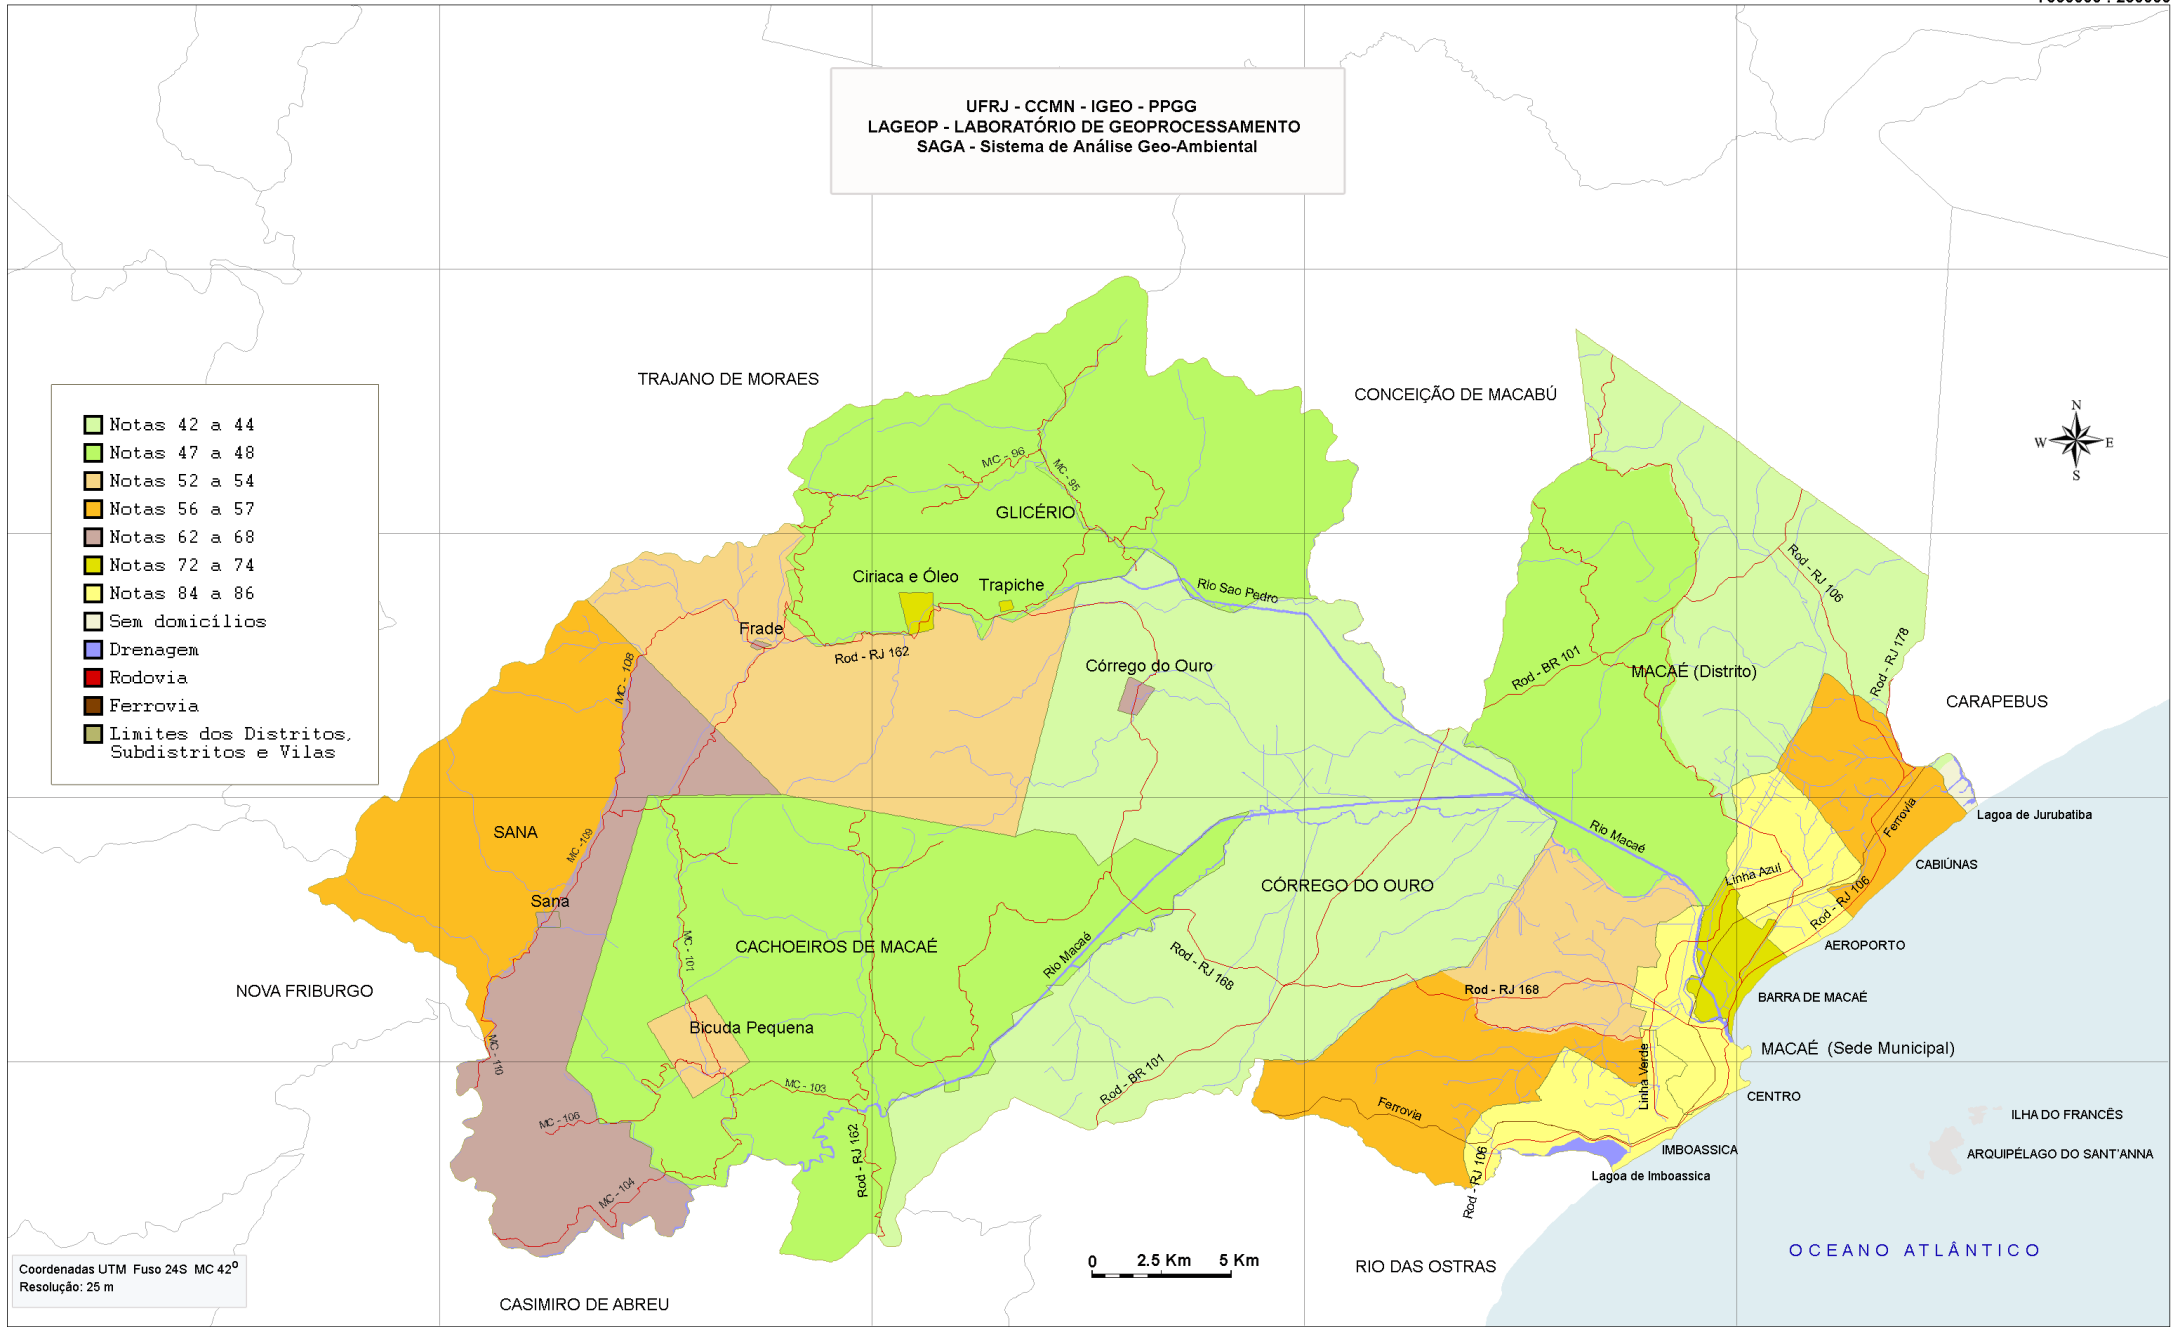 UFRJ - CCMN - IGEO - PPGG
LAGEOP - LABORATÓRIO DE GEOPROCESSAMENTO
SAGA - Sistema de Análise Geo-Ambiental
TRAJANO DE MORAES
CONCEIÇÃO DE MACABÚ
N
W
E
S
Notas 42 a 44
Notas 47 a 48
Notas 52 a 54
Notas 56 a 57
Notas 62 a 68
Notas 72 a 74
Notas 84 a 86
Sem domicílios
Drenagem
Rodovia
Ferrovia
Limites dos Distritos,
Subdistritos e Vilas
MC - 96
MC - 95
GLICÉRIO
Ciriaca e Óleo
Trapiche
Rio Sao Pedro
Rod - RJ 106
Frade
Rod - RJ 162
MC - 108
Córrego do Ouro
Rod - BR 101
MACAÉ (Distrito)
Rod - RJ 178
CARAPEBUS
SANA
MC -109
Rio Macaé
Lagoa de Jurubatiba
Ferrovia
CABIÚNAS
Linha Azul
CÓRREGO DO OURO
Sana
Rod - RJ 106
CACHOEIROS DE MACAÉ
MC - 101
Rio Macaé
Rod - RJ 168
AEROPORTO
NOVA FRIBURGO
Rod - RJ 168
BARRA DE MACAÉ
Bicuda Pequena
MC - 110
MACAÉ (Sede Municipal)
Linha Verde
MC - 103
Rod - BR 101
CENTRO
Ferrovia
MC - 106
ILHA DO FRANCÊS
Rod - RJ 162
IMBOASSICA
ARQUIPÉLAGO DO SANT'ANNA
Lagoa de Imboassica
Rod - RJ 106
MC - 104
OCEANO ATLÂNTICO
0 2.5 Km 5 Km
RIO DAS OSTRAS
Coordenadas UTM Fuso 24S MC 42º
Resolução: 25 m
CASIMIRO DE ABREU